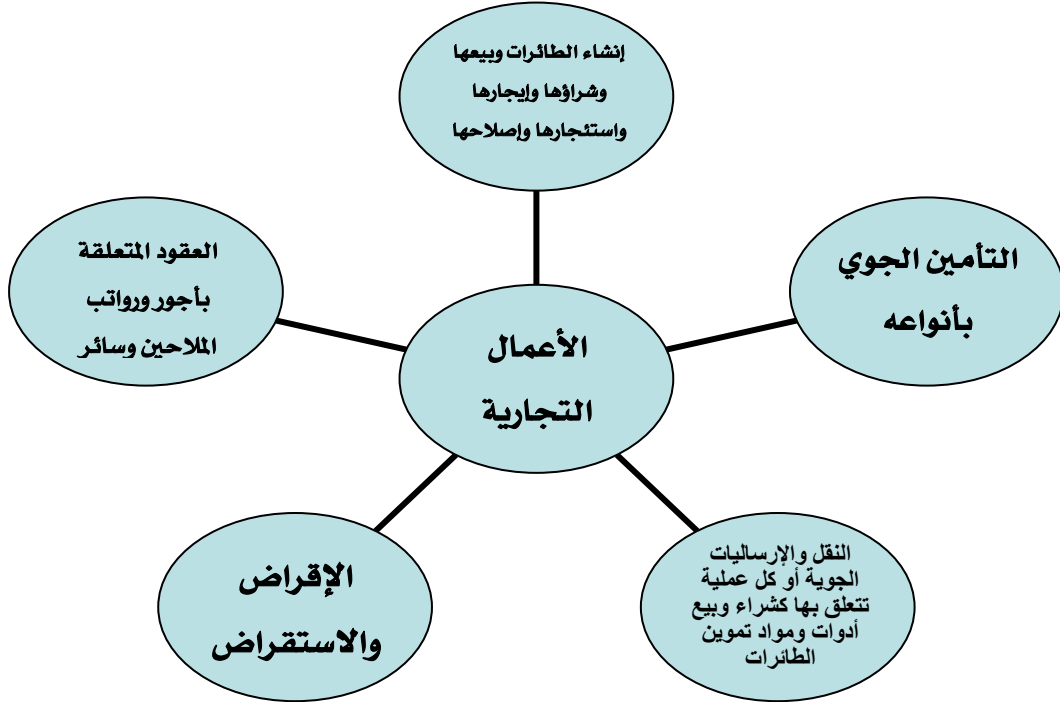 إنشاء الطائرات وبيعها
وشراؤها وإيجارها
واستئجارها وإصلاحها
التأمين الجوي
بأنواعه
العقود المتعلقة
بأجور ورواتب
الملاحين وسائر
الأعمال
التجارية
النقل والإرساليات
الجوية أو كل عملية
تتعلق بها كشراء وبيع
أدوات ومواد تموين
الطائرات
الإقراض
والاستقراض